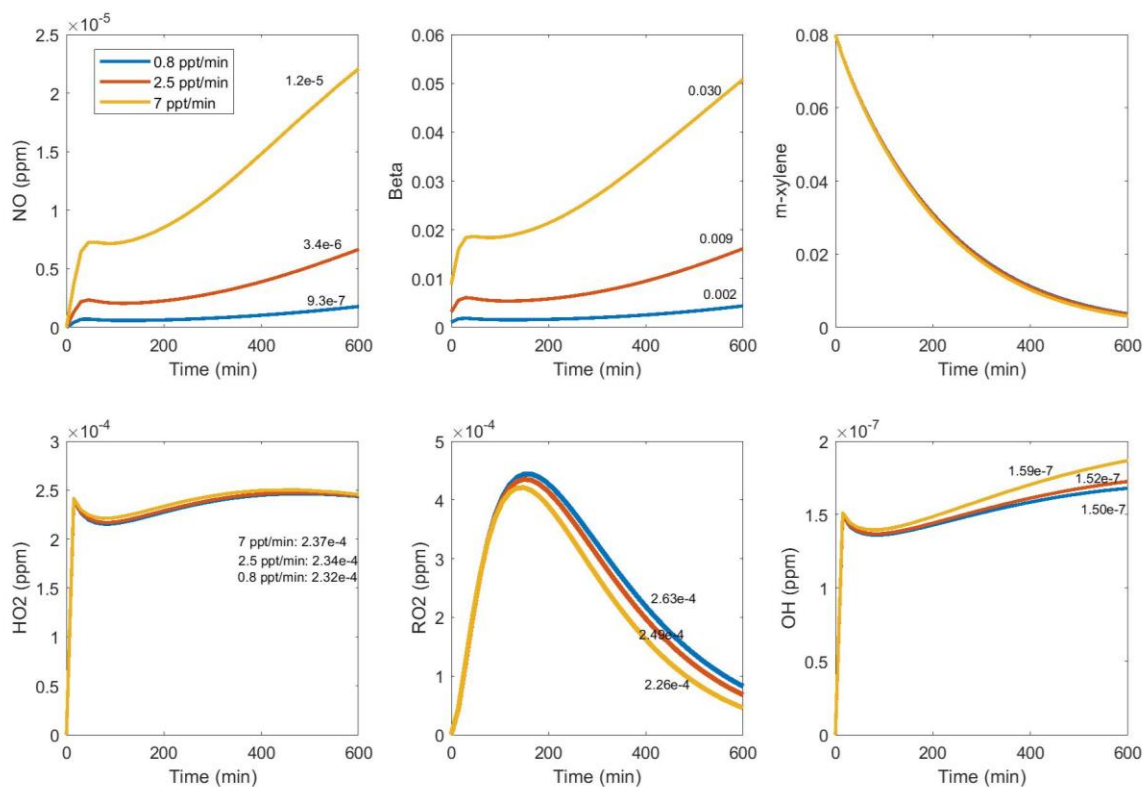 ×10⁻⁵
2.5
2
1.5
1
0.5
0
NO (ppm)
0.8 ppt/min
2.5 ppt/min
7 ppt/min
1.2e-5
3.4e-6
9.3e-7
0 200 400 600
Time (min)
0.06
0.05
0.04
0.03
0.02
0.01
0
Beta
0.030
0.009
0.002
0 200 400 600
Time (min)
0.08
0.06
0.04
0.02
0
m-xylene
0 200 400 600
Time (min)
×10⁻⁴
3
2.5
2
1.5
1
0.5
0
HO2 (ppm)
7 ppt/min: 2.37e-4
2.5 ppt/min: 2.34e-4
0.8 ppt/min: 2.32e-4
0 200 400 600
Time (min)
×10⁻⁴
5
4
3
2
1
0
RO2 (ppm)
2.63e-4
2.49e-4
2.26e-4
0 200 400 600
Time (min)
×10⁻⁷
2
1.5
1
0.5
0
OH (ppm)
1.59e-7
1.52e-7
1.50e-7
0 200 400 600
Time (min)